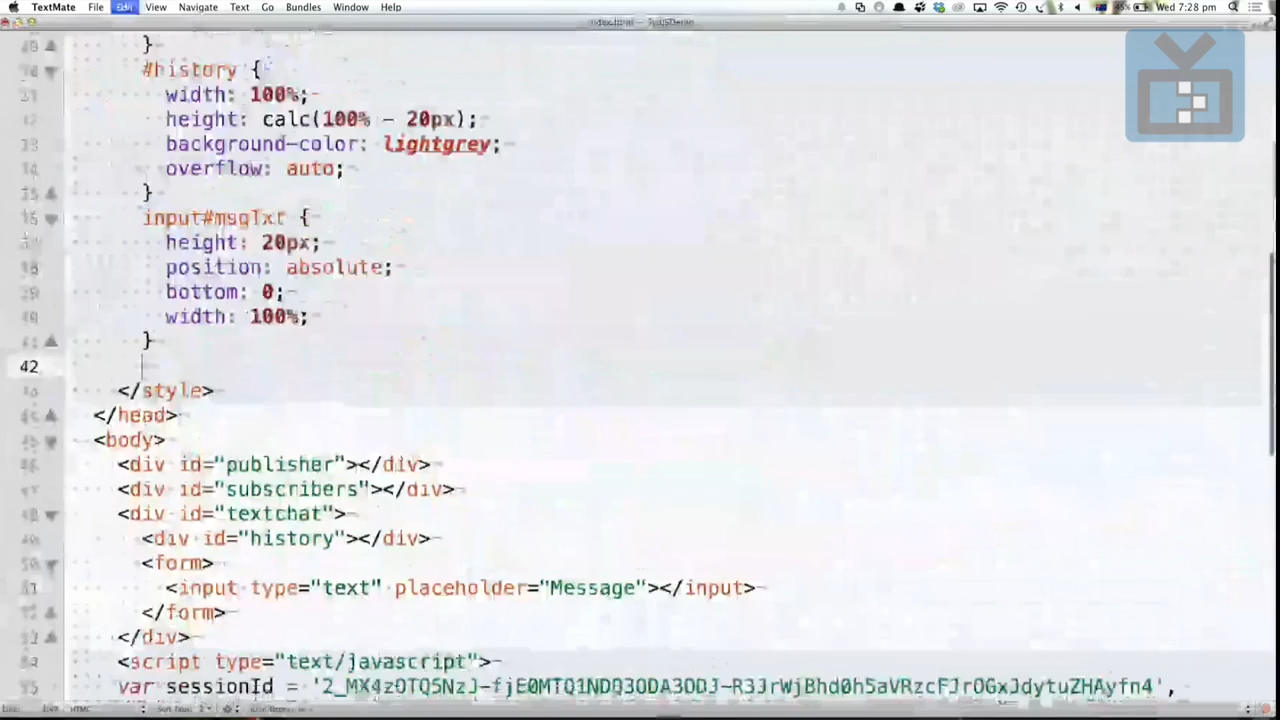 TextMate File Edit View Navigate Text Go Bundles Window Help Wed 7:28 pm
}
#history {
width: 100%;
height: calc(100% - 20px);
background-color: lightgrey;
overflow: auto;
}
input#msgTxt {
height: 20px;
position: absolute;
bottom: 0;
width: 100%;
}
42
</style>
</head>
<body>
<div id="publisher"></div>
<div id="subscribers"></div>
<div id="textchat">
<div id="history"></div>
<form>
<input type="text" placeholder="Message"></input>
</form>
</div>
<script type="text/javascript">
var sessionId =